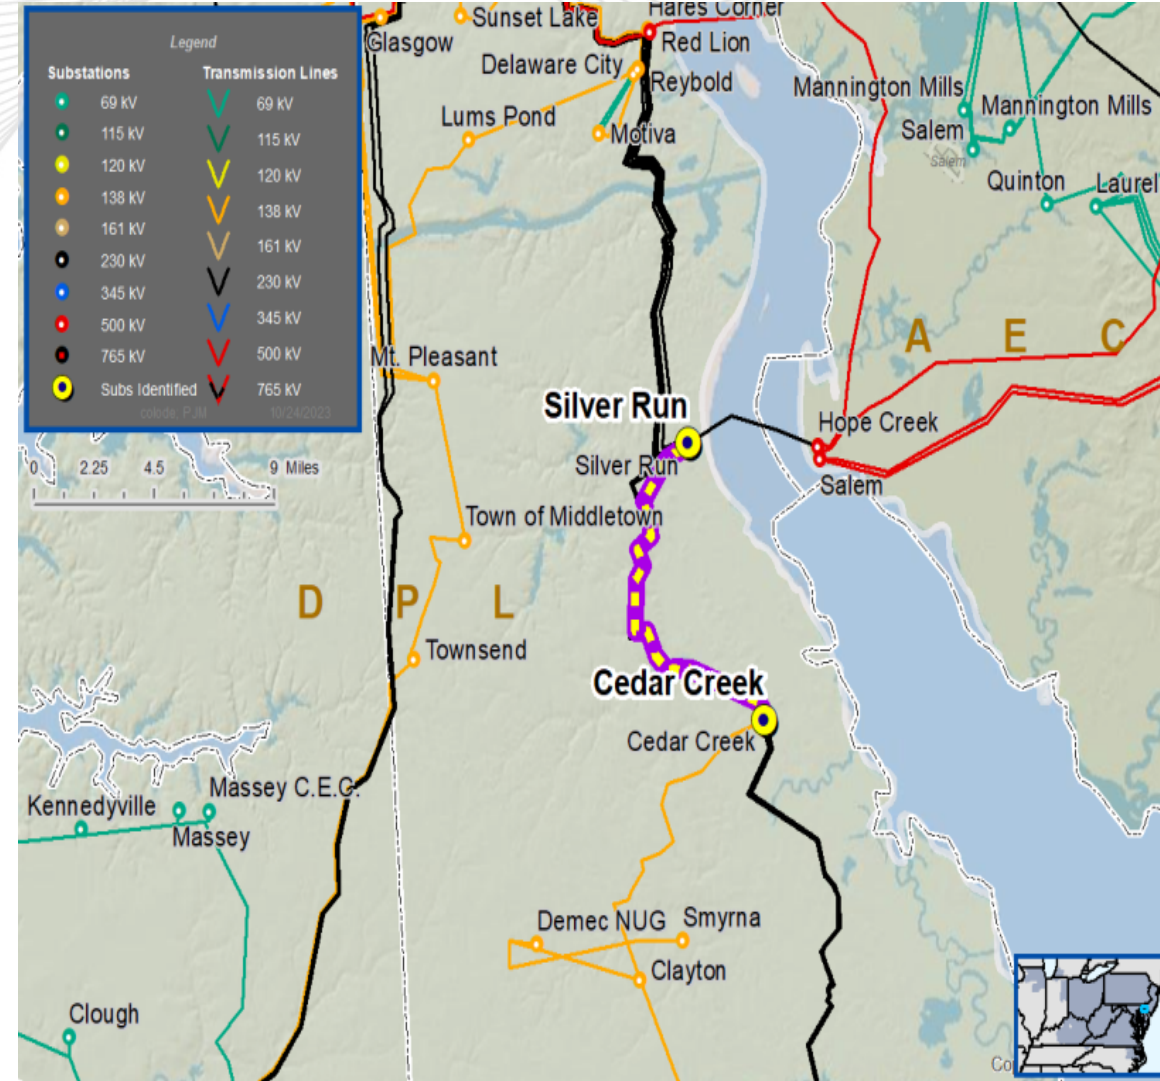 Legend
Substations
Transmission Lines
69 kV
69 kV
115 kV
115 kV
120 kV
120 kV
138 kV
138 kV
161 kV
161 kV
230 kV
230 kV
345 kV
345 kV
500 kV
500 kV
765 kV
765 kV
Subs Identified
colode: PJM
10/24/2023
0
2.25
4.5
9 Miles
Sunset Lake
Hares Corner
Glasgow
Red Lion
Delaware City
Reybold
Lums Pond
Motiva
Mannington Mills
Mannington Mills
Salem
Salem
Quinton
Laurel
A E C
Mt. Pleasant
Silver Run
Silver Run
Hope Creek
Salem
Town of Middletown
D P L
Townsend
Cedar Creek
Cedar Creek
Massey C.E.C.
Kennedyville
Massey
Demec NUG
Smyrna
Clayton
Clough